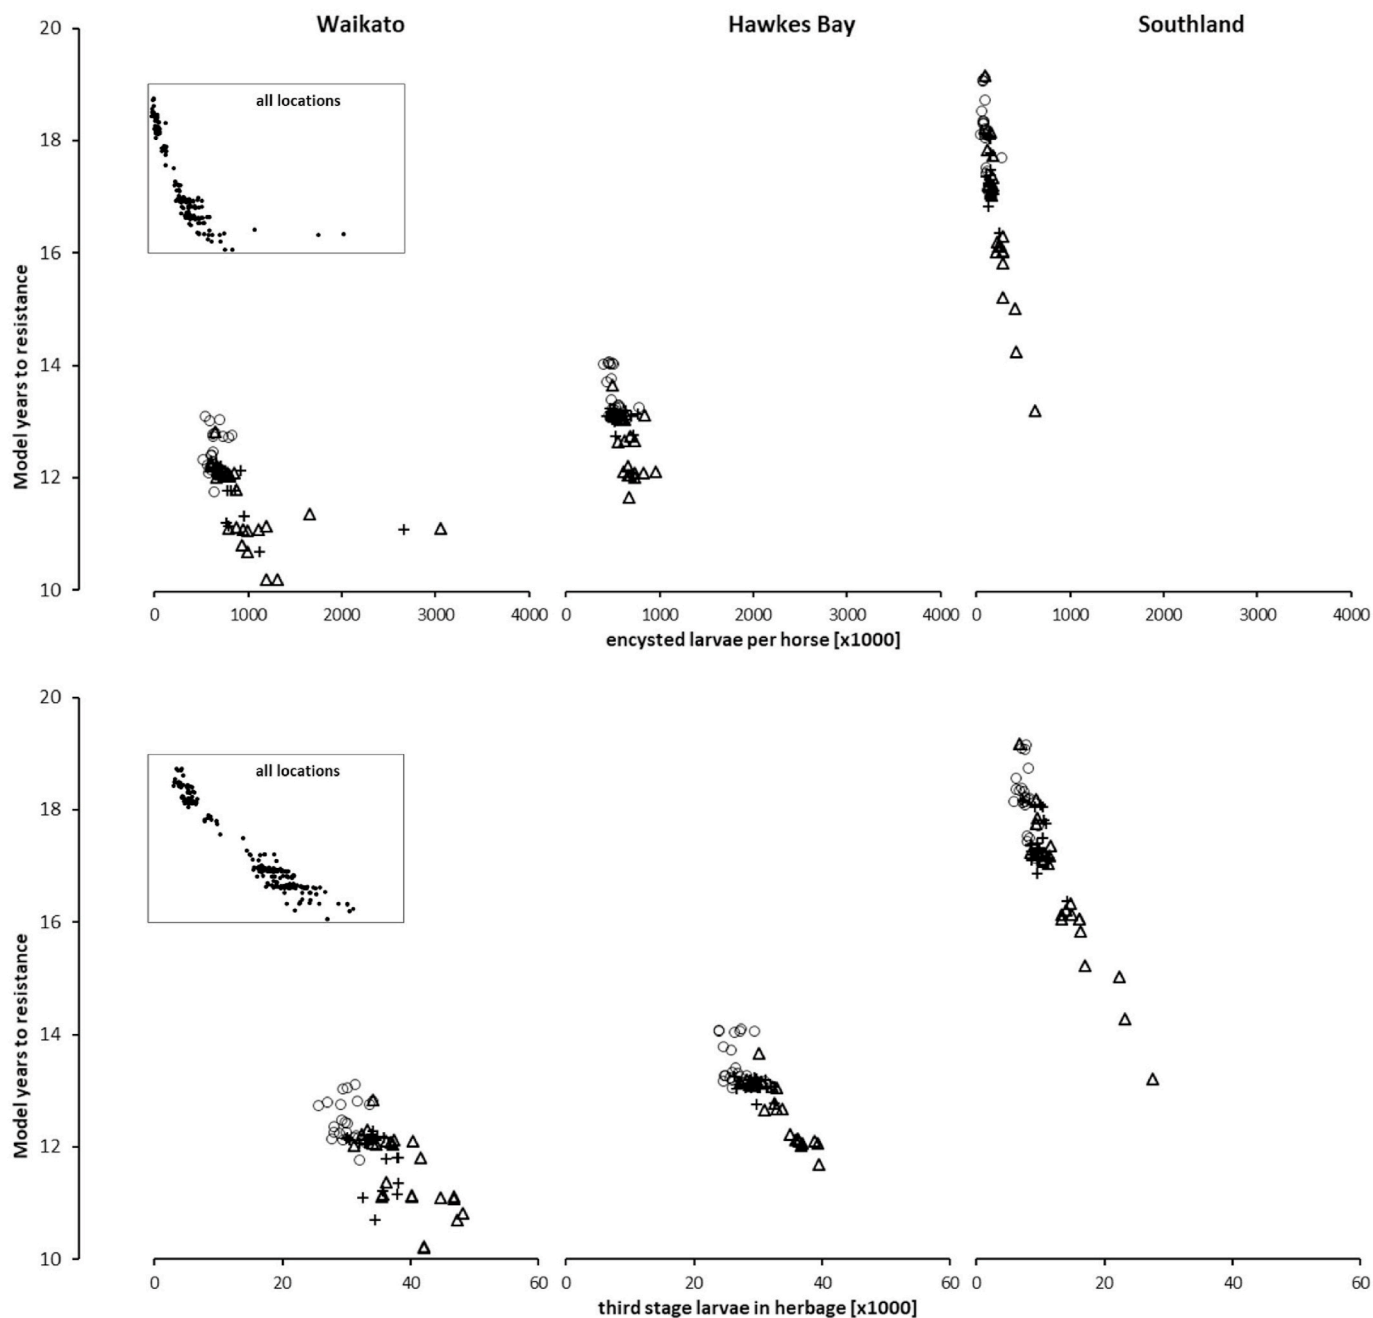 Waikato Hawkes Bay Southland
20
all locations
18
16
14
12
10
Model years to resistance
0 1000 2000 3000 4000 0 1000 2000 3000 4000 0 1000 2000 3000 4000
encysted larvae per horse [x1000]
20
all locations
18
16
14
12
10
Model years to resistance
0 20 40 60 0 20 40 60 0 20 40 60
third stage larvae in herbage [x1000]